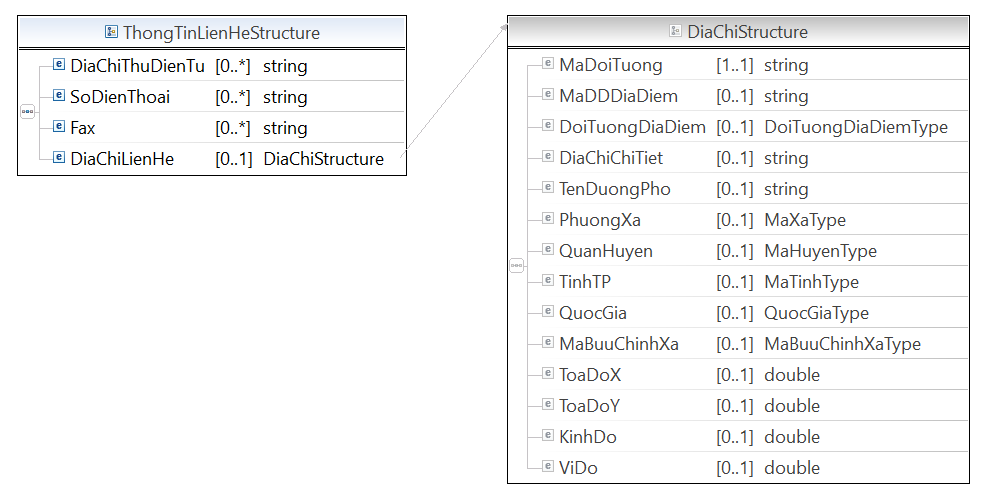 ThongTinLienHeStructure
DiaChiThuDienTu [0..*] string
SoDienThoai [0..*] string
Fax [0..*] string
DiaChiLienHe [0..1] DiaChiStructure
DiaChiStructure
MaDoiTuong [1..1] string
MaDDDiaDiem [0..1] string
DoiTuongDiaDiem [0..1] DoiTuongDiaDiemType
DiaChiChiTiet [0..1] string
TenDuongPho [0..1] string
PhuongXa [0..1] MaXaType
QuanHuyen [0..1] MaHuyenType
TinhTP [0..1] MaTinhType
QuocGia [0..1] QuocGiaType
MaBuuChinhXa [0..1] MaBuuChinhXaType
ToaDoX [0..1] double
ToaDoY [0..1] double
KinhDo [0..1] double
ViDo [0..1] double